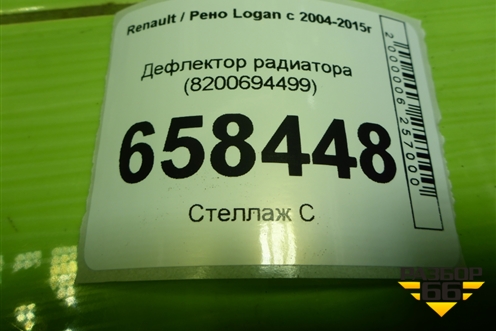 Renault / Рено Logan с 2004-2015г
Дефлектор радиатора
(8200694499)
658448
Стеллаж С
2000006257000
РАЗБОР
66